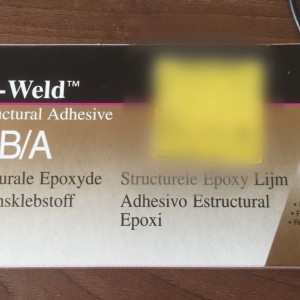 -Weld™
uctural Adhesive
B/A
urale Epoxyde Structurele Epoxy Lijm
nsklebstoff Adhesivo Estructural
Epoxi